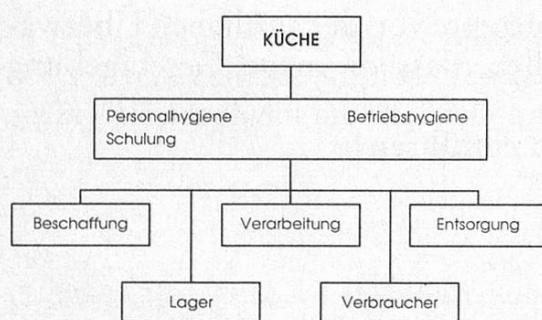 KÜCHE
Personalhygiene Betriebshygiene
Schulung
Beschaffung Verarbeitung Entsorgung
Lager Verbraucher